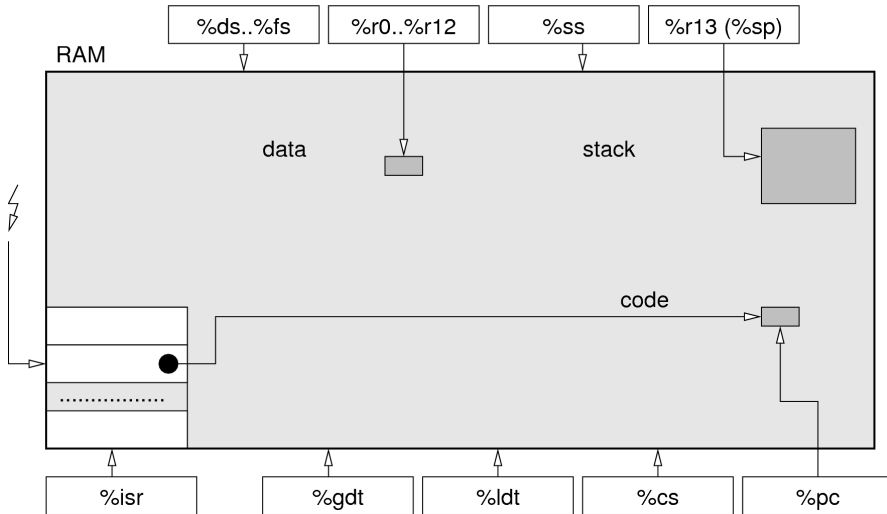 %ds..%fs
%r0..%r12
%ss
%r13 (%sp)
RAM
data
stack
code
..................
%isr
%gdt
%ldt
%cs
%pc